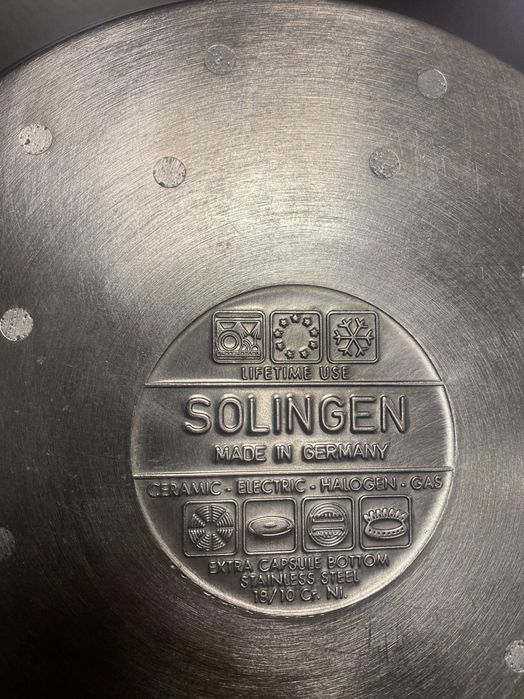 LIFETIME USE
SOLINGEN
MADE IN GERMANY
CERAMIC - ELECTRIC - HALOGEN - GAS
EXTRA CAPSULE BOTTOM
STAINLESS STEEL
18/10 Cr. Ni.